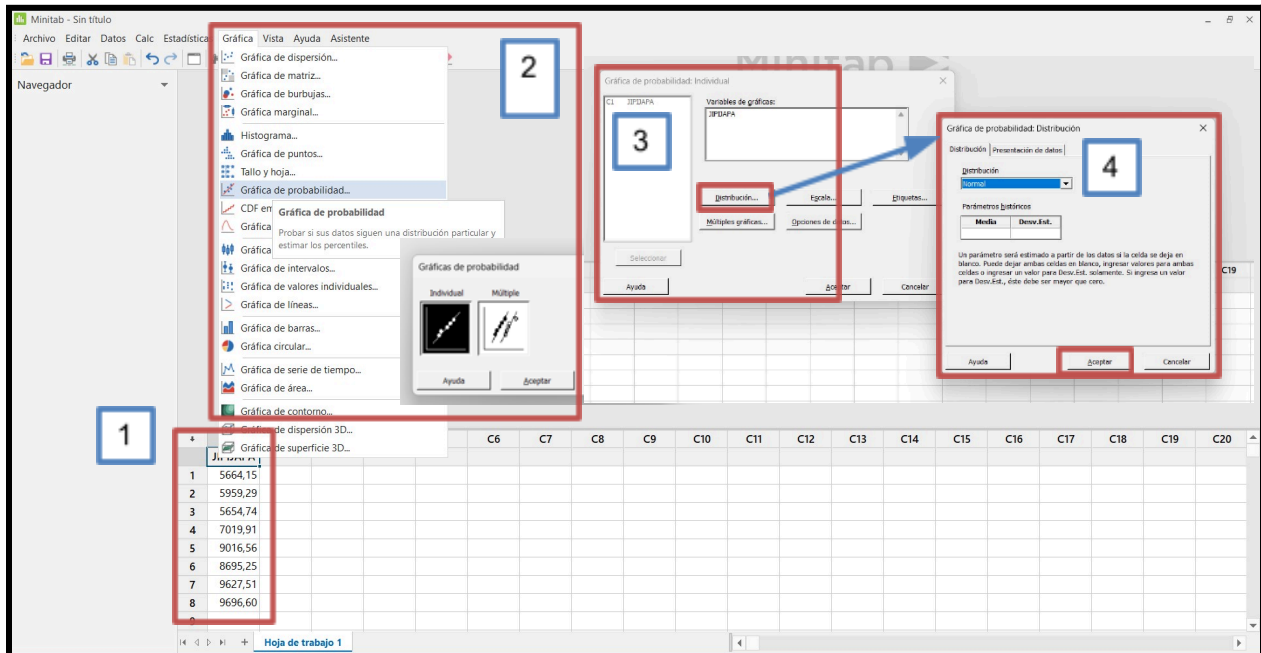 Minitab - Sin título
Archivo Editar Datos Calc Estadística Gráfica Vista Ayuda Asistente
Navegador
Gráfica de dispersión...
Gráfica de matriz...
Gráfica de burbujas...
Gráfica marginal...
Histograma...
Gráfica de puntos...
Tallo y hoja...
Gráfica de probabilidad...
CDF em
Gráfica
Gráfica
Gráfica de intervalos...
Gráfica de valores individuales...
Gráfica de líneas...
Gráfica de barras...
Gráfica circular...
Gráfica de serie de tiempo...
Gráfica de área...
Gráfica de contorno...
Gráfica de dispersión 3D...
Gráfica de superficie 3D...
Gráfica de probabilidad
Probar si sus datos siguen una distribución particular y
estimar los percentiles.
2
Gráficas de probabilidad
Individual Múltiple
Ayuda Aceptar
Minitab
Gráfica de probabilidad: Individual
C1 JIPIJAPA
Variables de gráficas:
JIPIJAPA
3
Distribución... Escala... Etiquetas...
Múltiples gráficas... Opciones de datos...
Seleccionar
Ayuda Aceptar Cancelar
Gráfica de probabilidad: Distribución
Distribución Presentación de datos
4
Distribución
Normal
Parámetros históricos
Media Desv.Est.
Un parámetro será estimado a partir de los datos si la celda se deja en
blanco. Puede dejar ambas celdas en blanco, ingresar valores para ambas
celdas o ingresar un valor para Desv.Est. solamente. Si ingresa un valor
para Desv.Est., éste debe ser mayor que cero.
Ayuda Aceptar Cancelar
C19
1
C6 C7 C8 C9 C10 C11 C12 C13 C14 C15 C16 C17 C18 C19 C20
JIPIJAPA
1 5664,15
2 5959,29
3 5654,74
4 7019,91
5 9016,56
6 8695,25
7 9627,51
8 9696,60
9
Hoja de trabajo 1